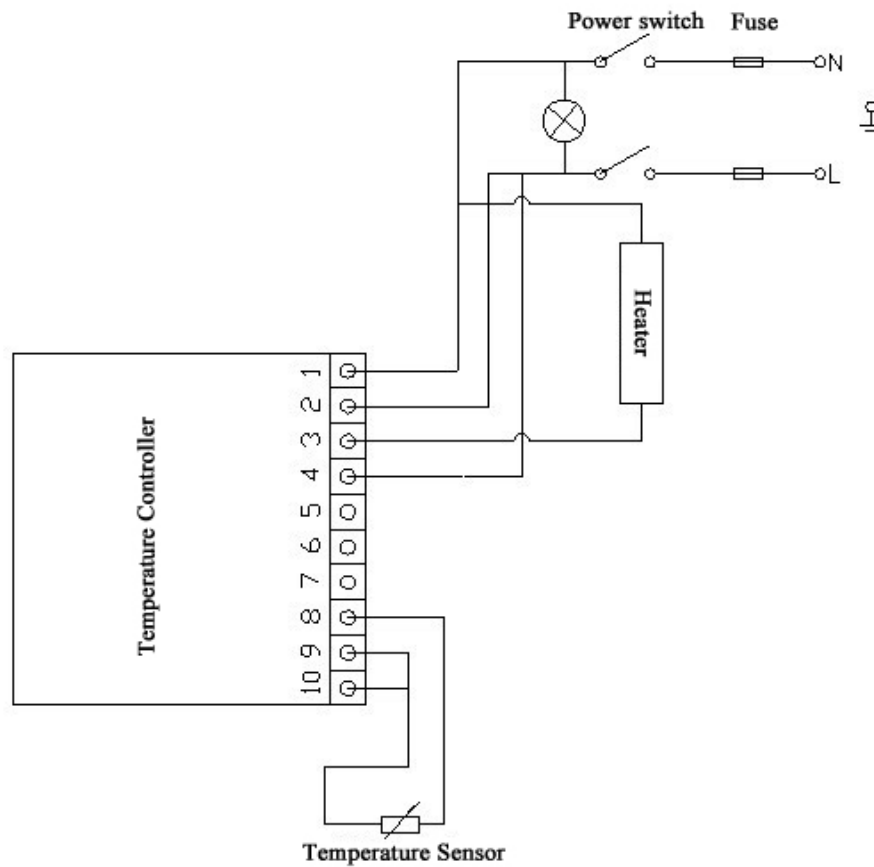 Power switch
Fuse
N
L
Heater
Temperature Controller
1
2
3
4
5
6
7
8
9
10
Temperature Sensor